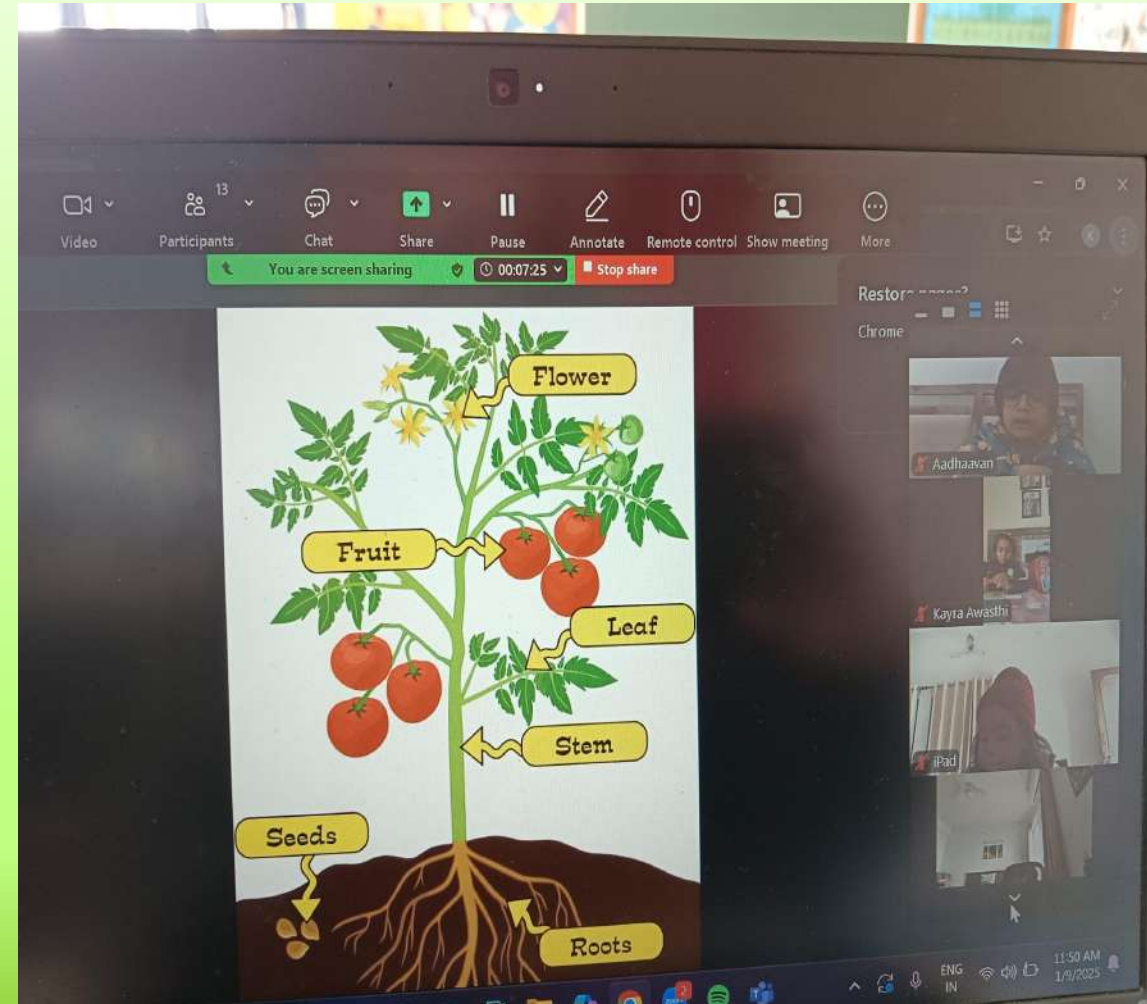 13
Video Participants Chat Share Pause Annotate Remote control Show meeting More
You are screen sharing 00:07:25 Stop share
Chrome
Flower
Fruit
Leaf
Stem
Seeds
Roots
Aadhaavan
Kayra Awasthi
iPad
ENG
IN
11:50 AM
1/9/2025
2